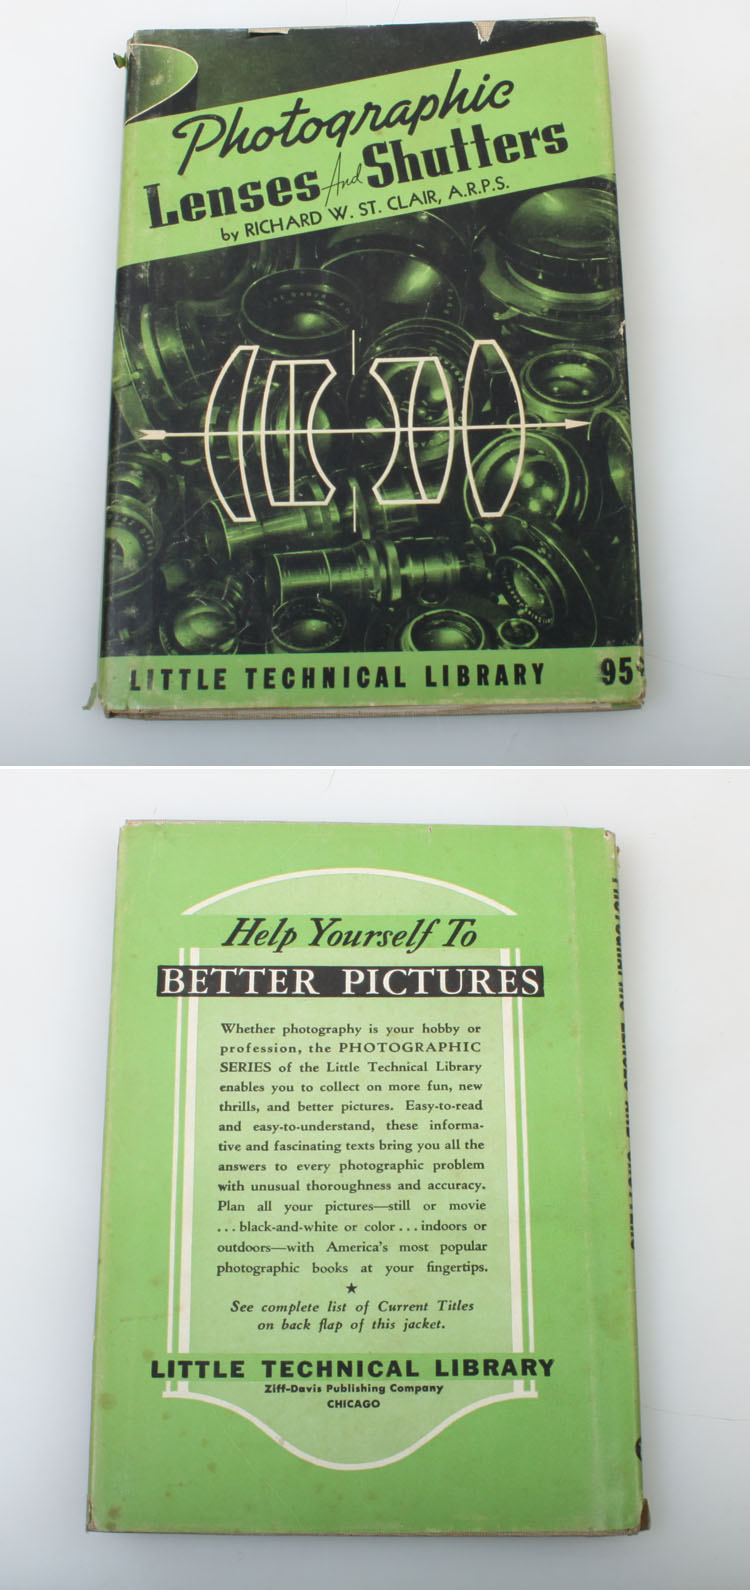 Photographic
Lenses And Shutters
by RICHARD W. ST. CLAIR, A.R.P.S.
LITTLE TECHNICAL LIBRARY 95¢
Help Yourself To
BETTER PICTURES
Whether photography is your hobby or
profession, the PHOTOGRAPHIC
SERIES of the Little Technical Library
enables you to collect on more fun, new
thrills, and better pictures. Easy-to-read
and easy-to-understand, these informa-
tive and fascinating texts bring you all the
answers to every photographic problem
with unusual thoroughness and accuracy.
Plan all your pictures—still or movie
...black-and-white or color...indoors or
outdoors—with America's most popular
photographic books at your fingertips.
★
See complete list of Current Titles
on back flap of this jacket.
LITTLE TECHNICAL LIBRARY
Ziff-Davis Publishing Company
CHICAGO
PHOTOGRAPHIC LENSES AND SHUTTERS